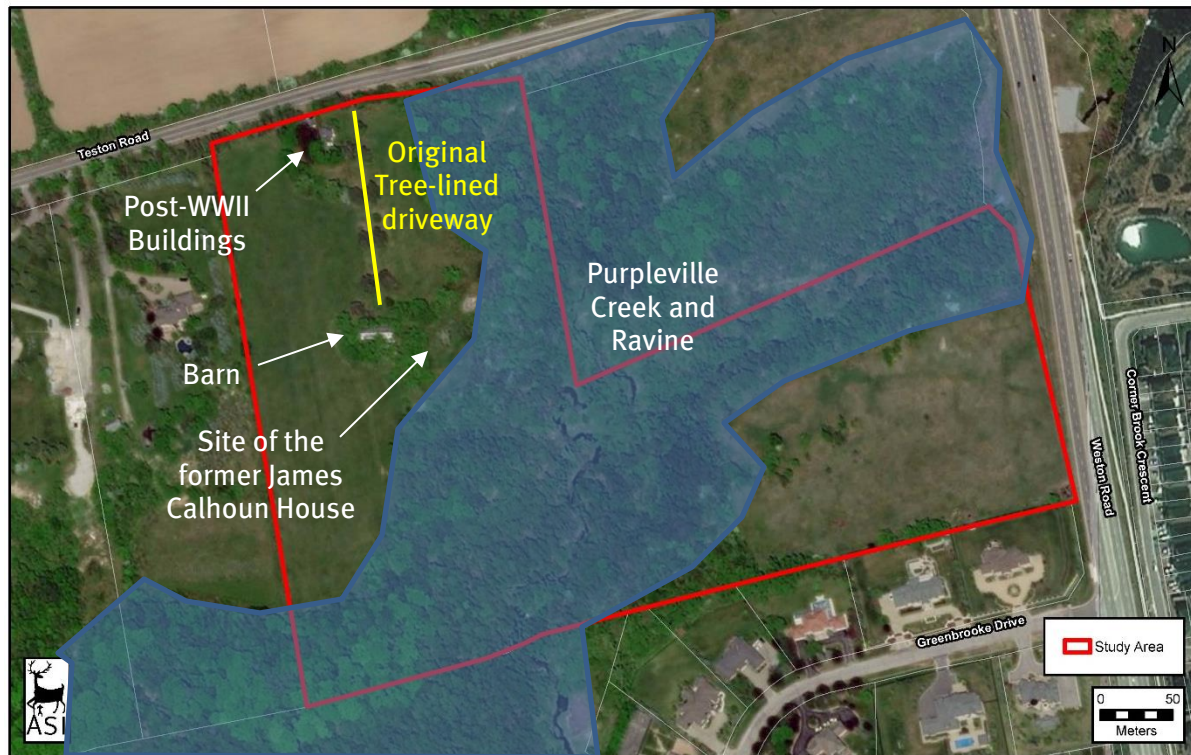 N
Teston Road
Original
Tree-lined
driveway
Post-WWII
Buildings
Purpleville
Creek and
Ravine
Barn
Site of the
former James
Calhoun House
Corner Brook Crescent
Weston Road
Greenbrooke Drive
Study Area
0 50
Meters
ASI